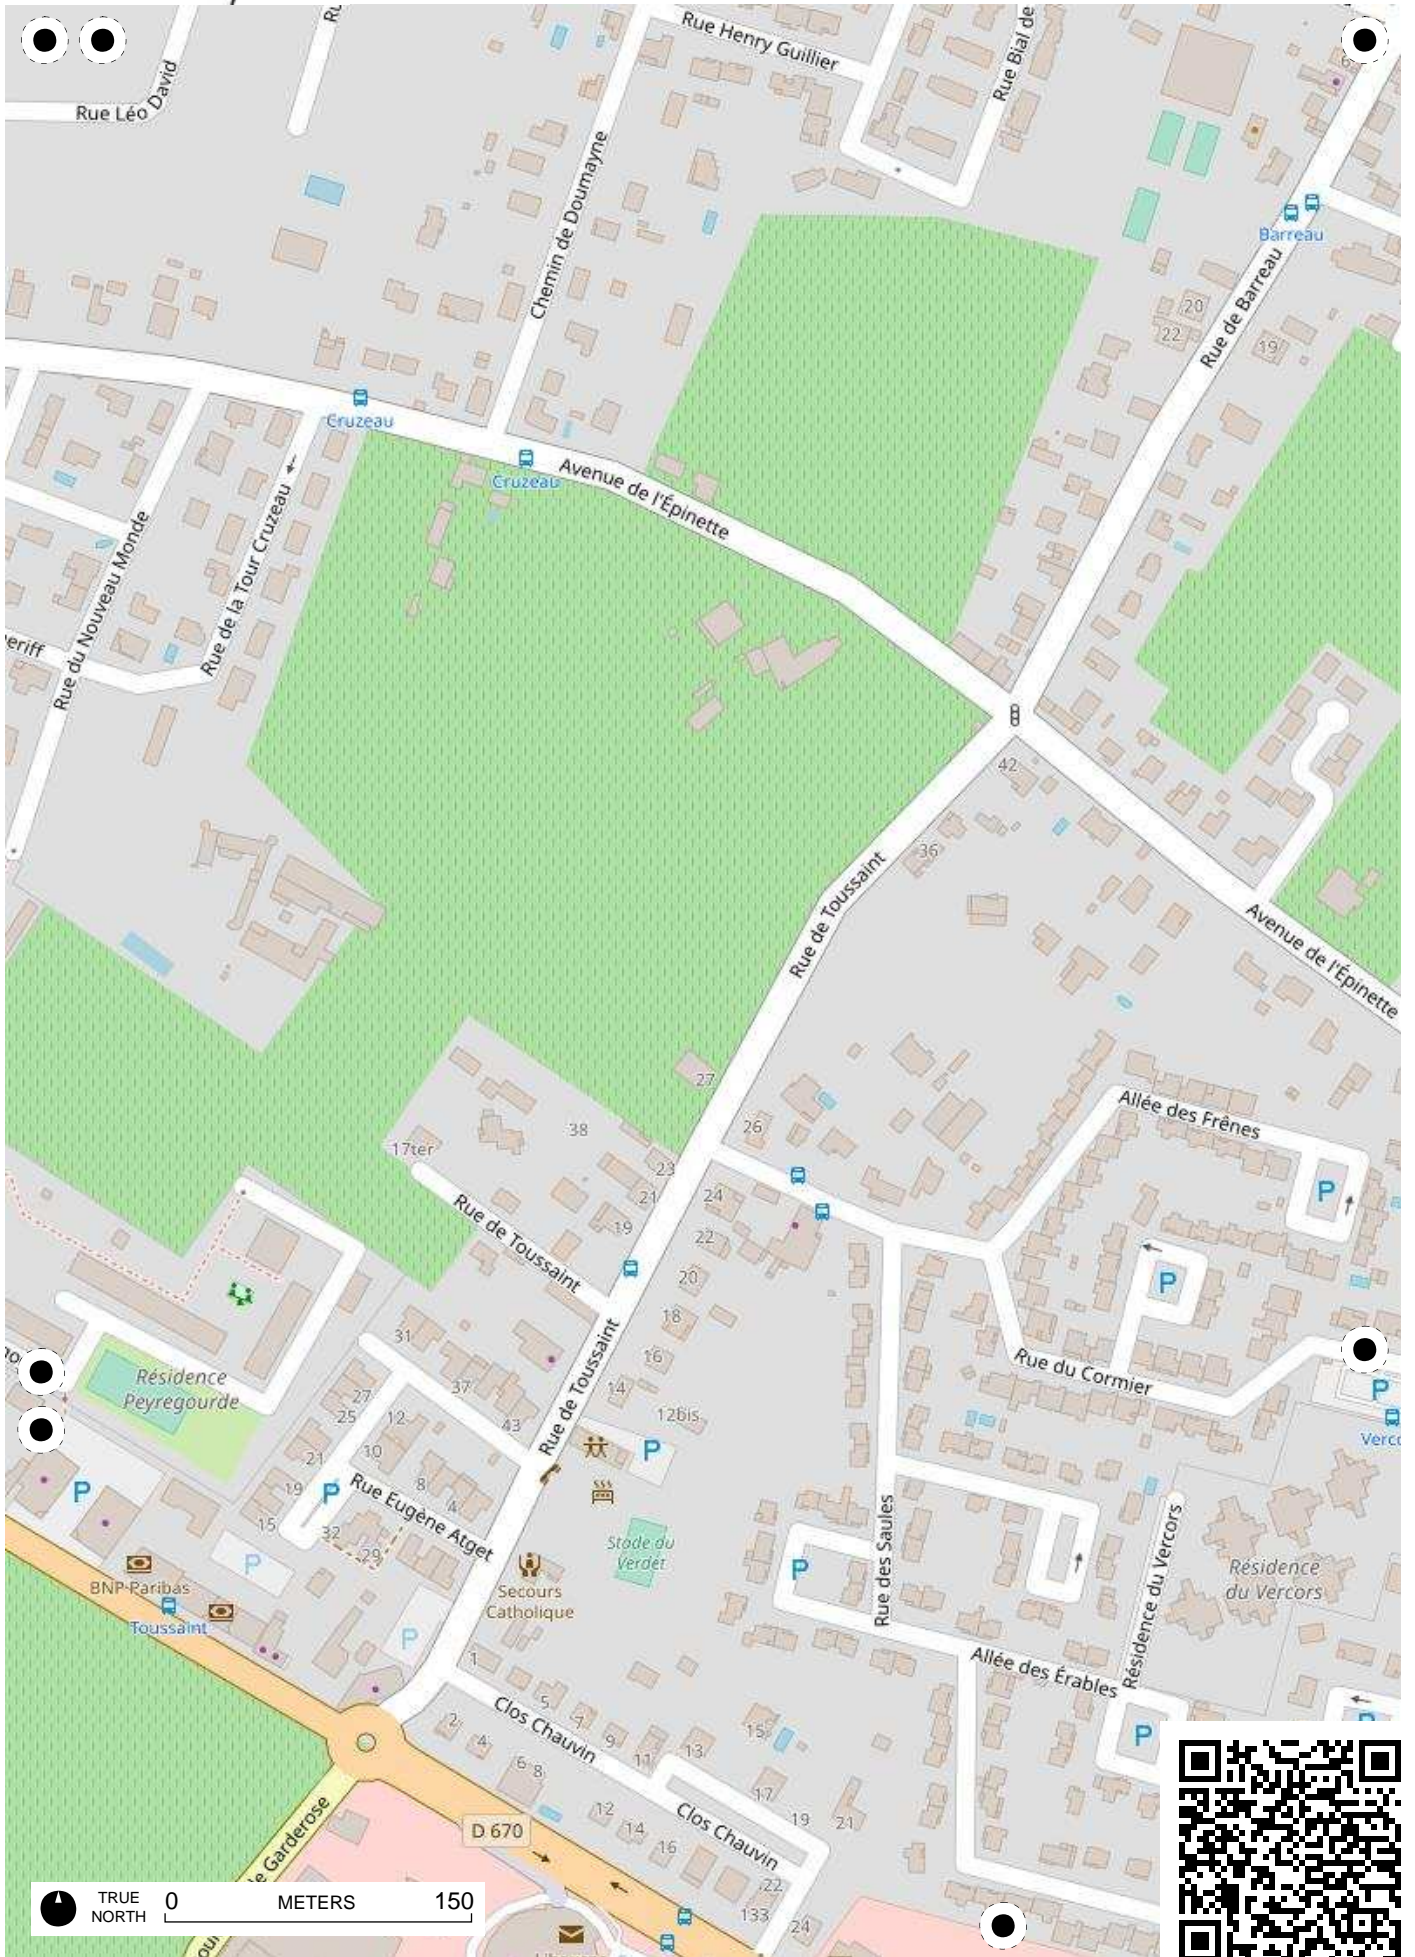 Rue Henry Guillier
Rue Bial de
Rue Léo David
Chemin de Doumayne
Barreau
Rue de Barreau
20
22
19
Cruzeau
Cruzeau
Avenue de l'Épinette
Rue du Nouveau Monde
Rue de la Tour Cruzeau
eriff
42
36
Rue de Toussaint
Avenue de l'Épinette
27
Allée des Frênes
26
38
17ter
23
21
24
19
22
P
Rue de Toussaint
20
P
18
31
16
Rue de Toussaint
Rue du Cormier
Résidence
Peyregourde
37
14
27
25
12
12bis
43
P
P
Verc
21
10
19
8
4
P
P
Rue Eugène Atget
15
32
29
Stade du
Verdet
Rue des Saules
Résidence du Vercors
Résidence
du Vercors
P
P
BNP Paribas
Secours
Catholique
Toussaint
P
1
Allée des Érables
5
7
9
11
13
15
2
4
6
8
Clos Chauvin
P
P
17
19
21
12
14
16
Clos Chauvin
D 670
22
133
24
le Garderose
TRUE
NORTH
0
METERS
150